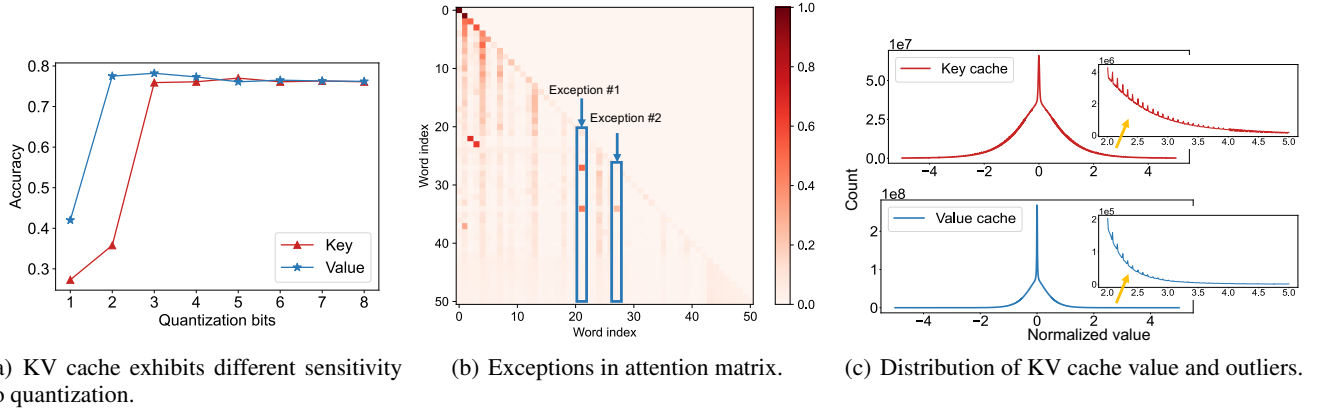 0.8
0.7
0.6
0.5
0.4
0.3
Accuracy
Key
Value
1 2 3 4 5 6 7 8
Quantization bits
0
10
20
30
40
50
Word index
Exception #1
Exception #2
0 10 20 30 40 50
Word index
1.0
0.8
0.6
0.4
0.2
0.0
1e7
5.0
2.5
0.0
Key cache
1e6
4
2
0
2.0 2.5 3.0 3.5 4.0 4.5 5.0
−4 −2 0 2 4
Count
1e8
2
1
0
Value cache
1e5
2
1
0
2.0 2.5 3.0 3.5 4.0 4.5 5.0
−4 −2 0 2 4
Normalized value
) KV cache exhibits different sensitivity
quantization.
(b) Exceptions in attention matrix.
(c) Distribution of KV cache value and outliers.